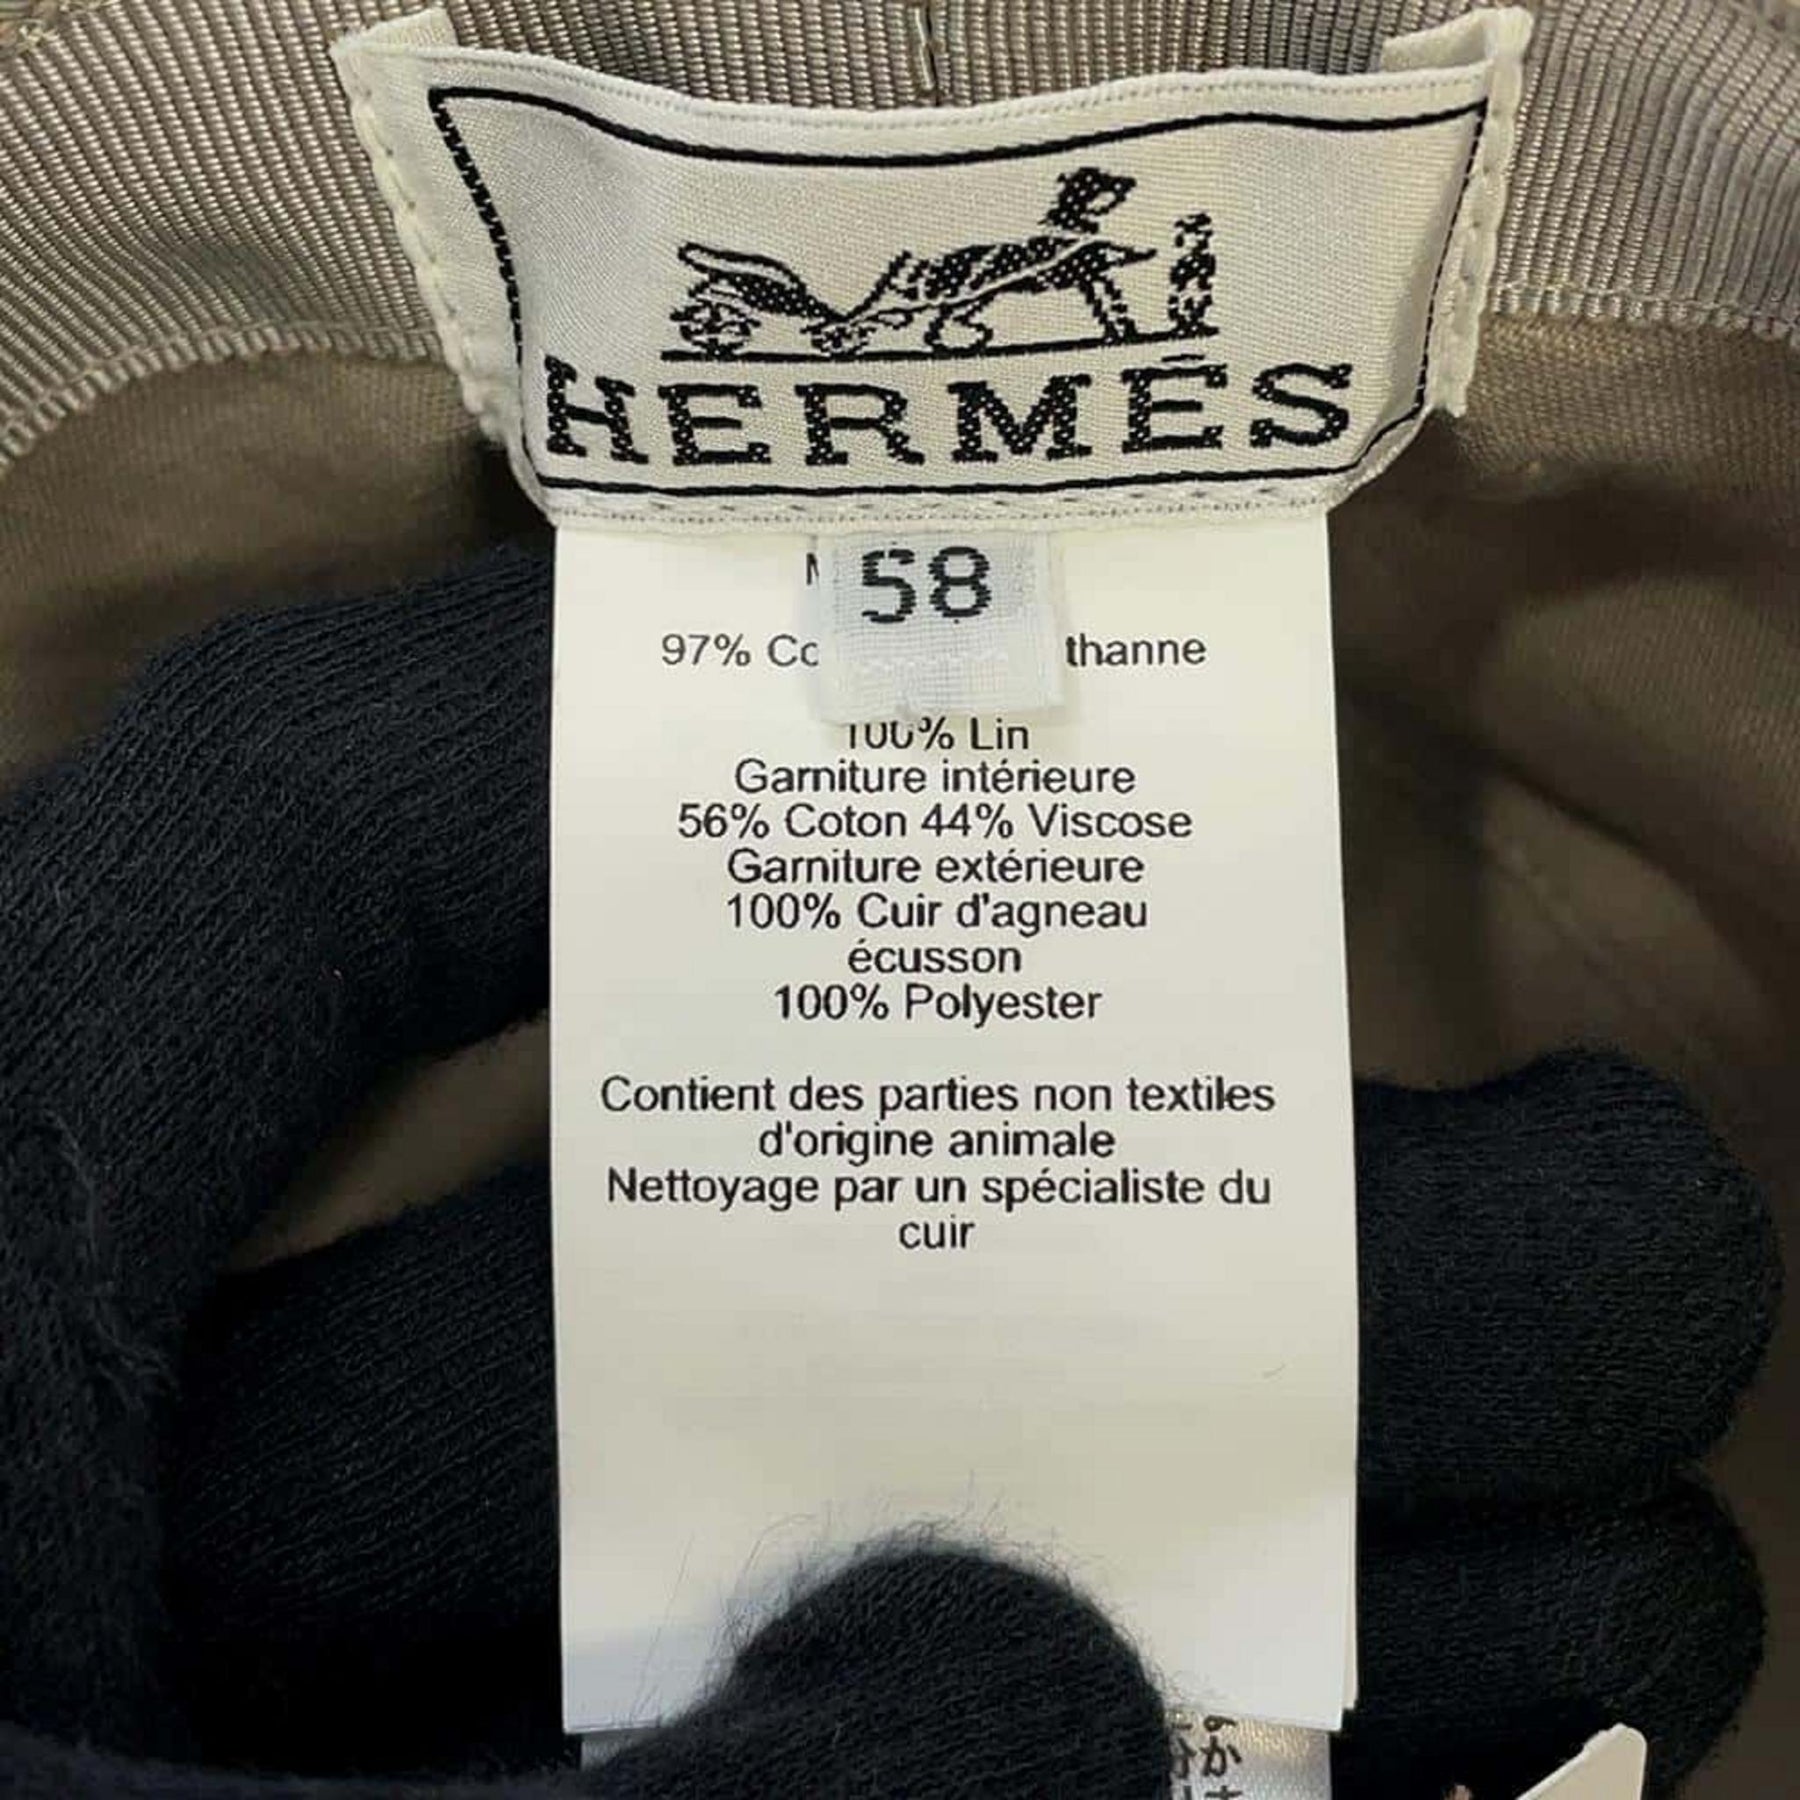 HERMÈS
58
97% thanne
100% Lin
Garniture intérieure
56% Coton 44% Viscose
Garniture extérieure
100% Cuir d'agneau
écusson
100% Polyester
Contient des parties non textiles
d'origine animale
Nettoyage par un spécialiste du
cuir